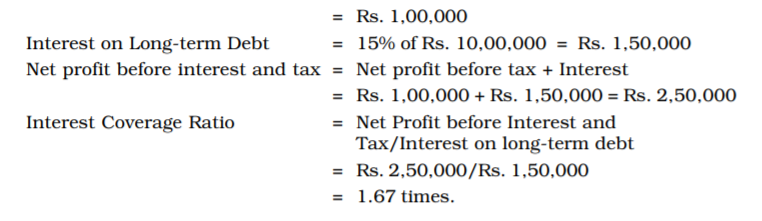 = Rs. 1,00,000
Interest on Long-term Debt = 15% of Rs. 10,00,000 = Rs. 1,50,000
Net profit before interest and tax = Net profit before tax + Interest
= Rs. 1,00,000 + Rs. 1,50,000 = Rs. 2,50,000
Interest Coverage Ratio = Net Profit before Interest and
Tax/Interest on long-term debt
= Rs. 2,50,000/Rs. 1,50,000
= 1.67 times.